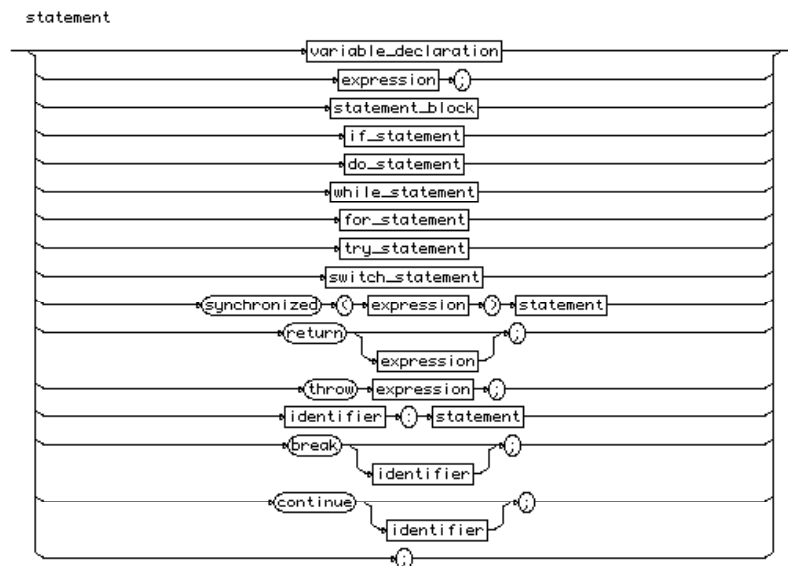 statement
variable_declaration
expression ;
statement_block
if_statement
do_statement
while_statement
for_statement
try_statement
switch_statement
synchronized ( expression ) statement
return ;
expression
throw expression ;
identifier : statement
break ;
identifier
continue ;
identifier
;